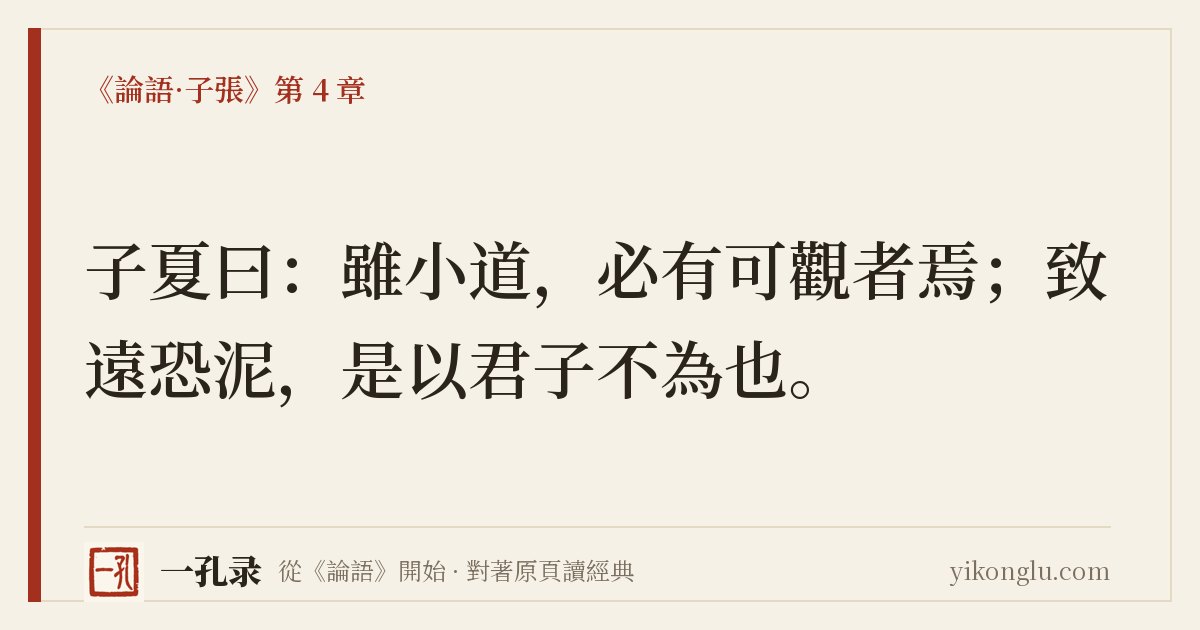 《論語·子張》第 4 章
子夏曰：雖小道，必有可觀者焉；致
遠恐泥，是以君子不為也。
一孔
一孔录
從《論語》開始 · 對著原頁讀經典
yikonglu.com